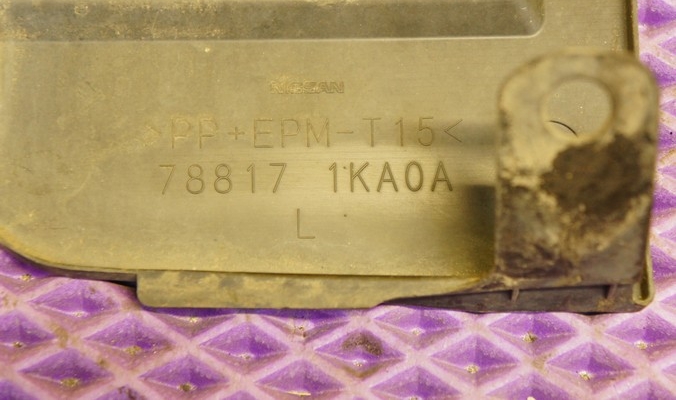 NISSAN
>PP+EPM-T15<
78817 1KA0A
L